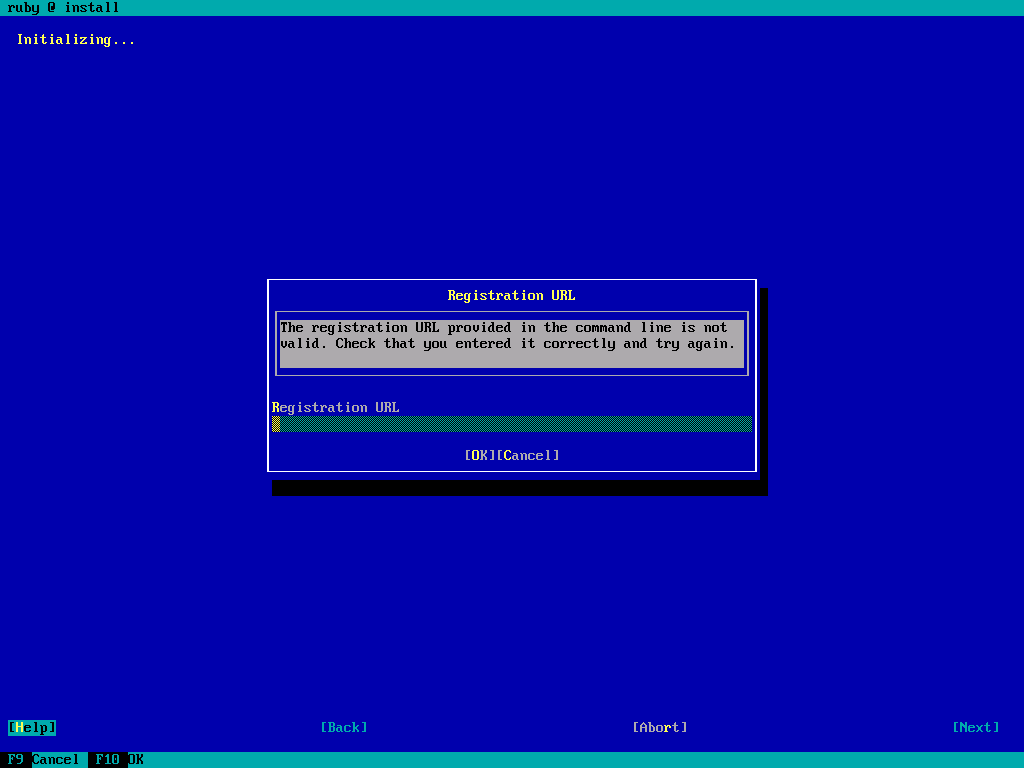 ruby @ install
Initializing...
Registration URL
The registration URL provided in the command line is not
valid. Check that you entered it correctly and try again.
Registration URL
[OK][Cancel]
[Help] [Back] [Abort] [Next]
F9 Cancel F10 OK